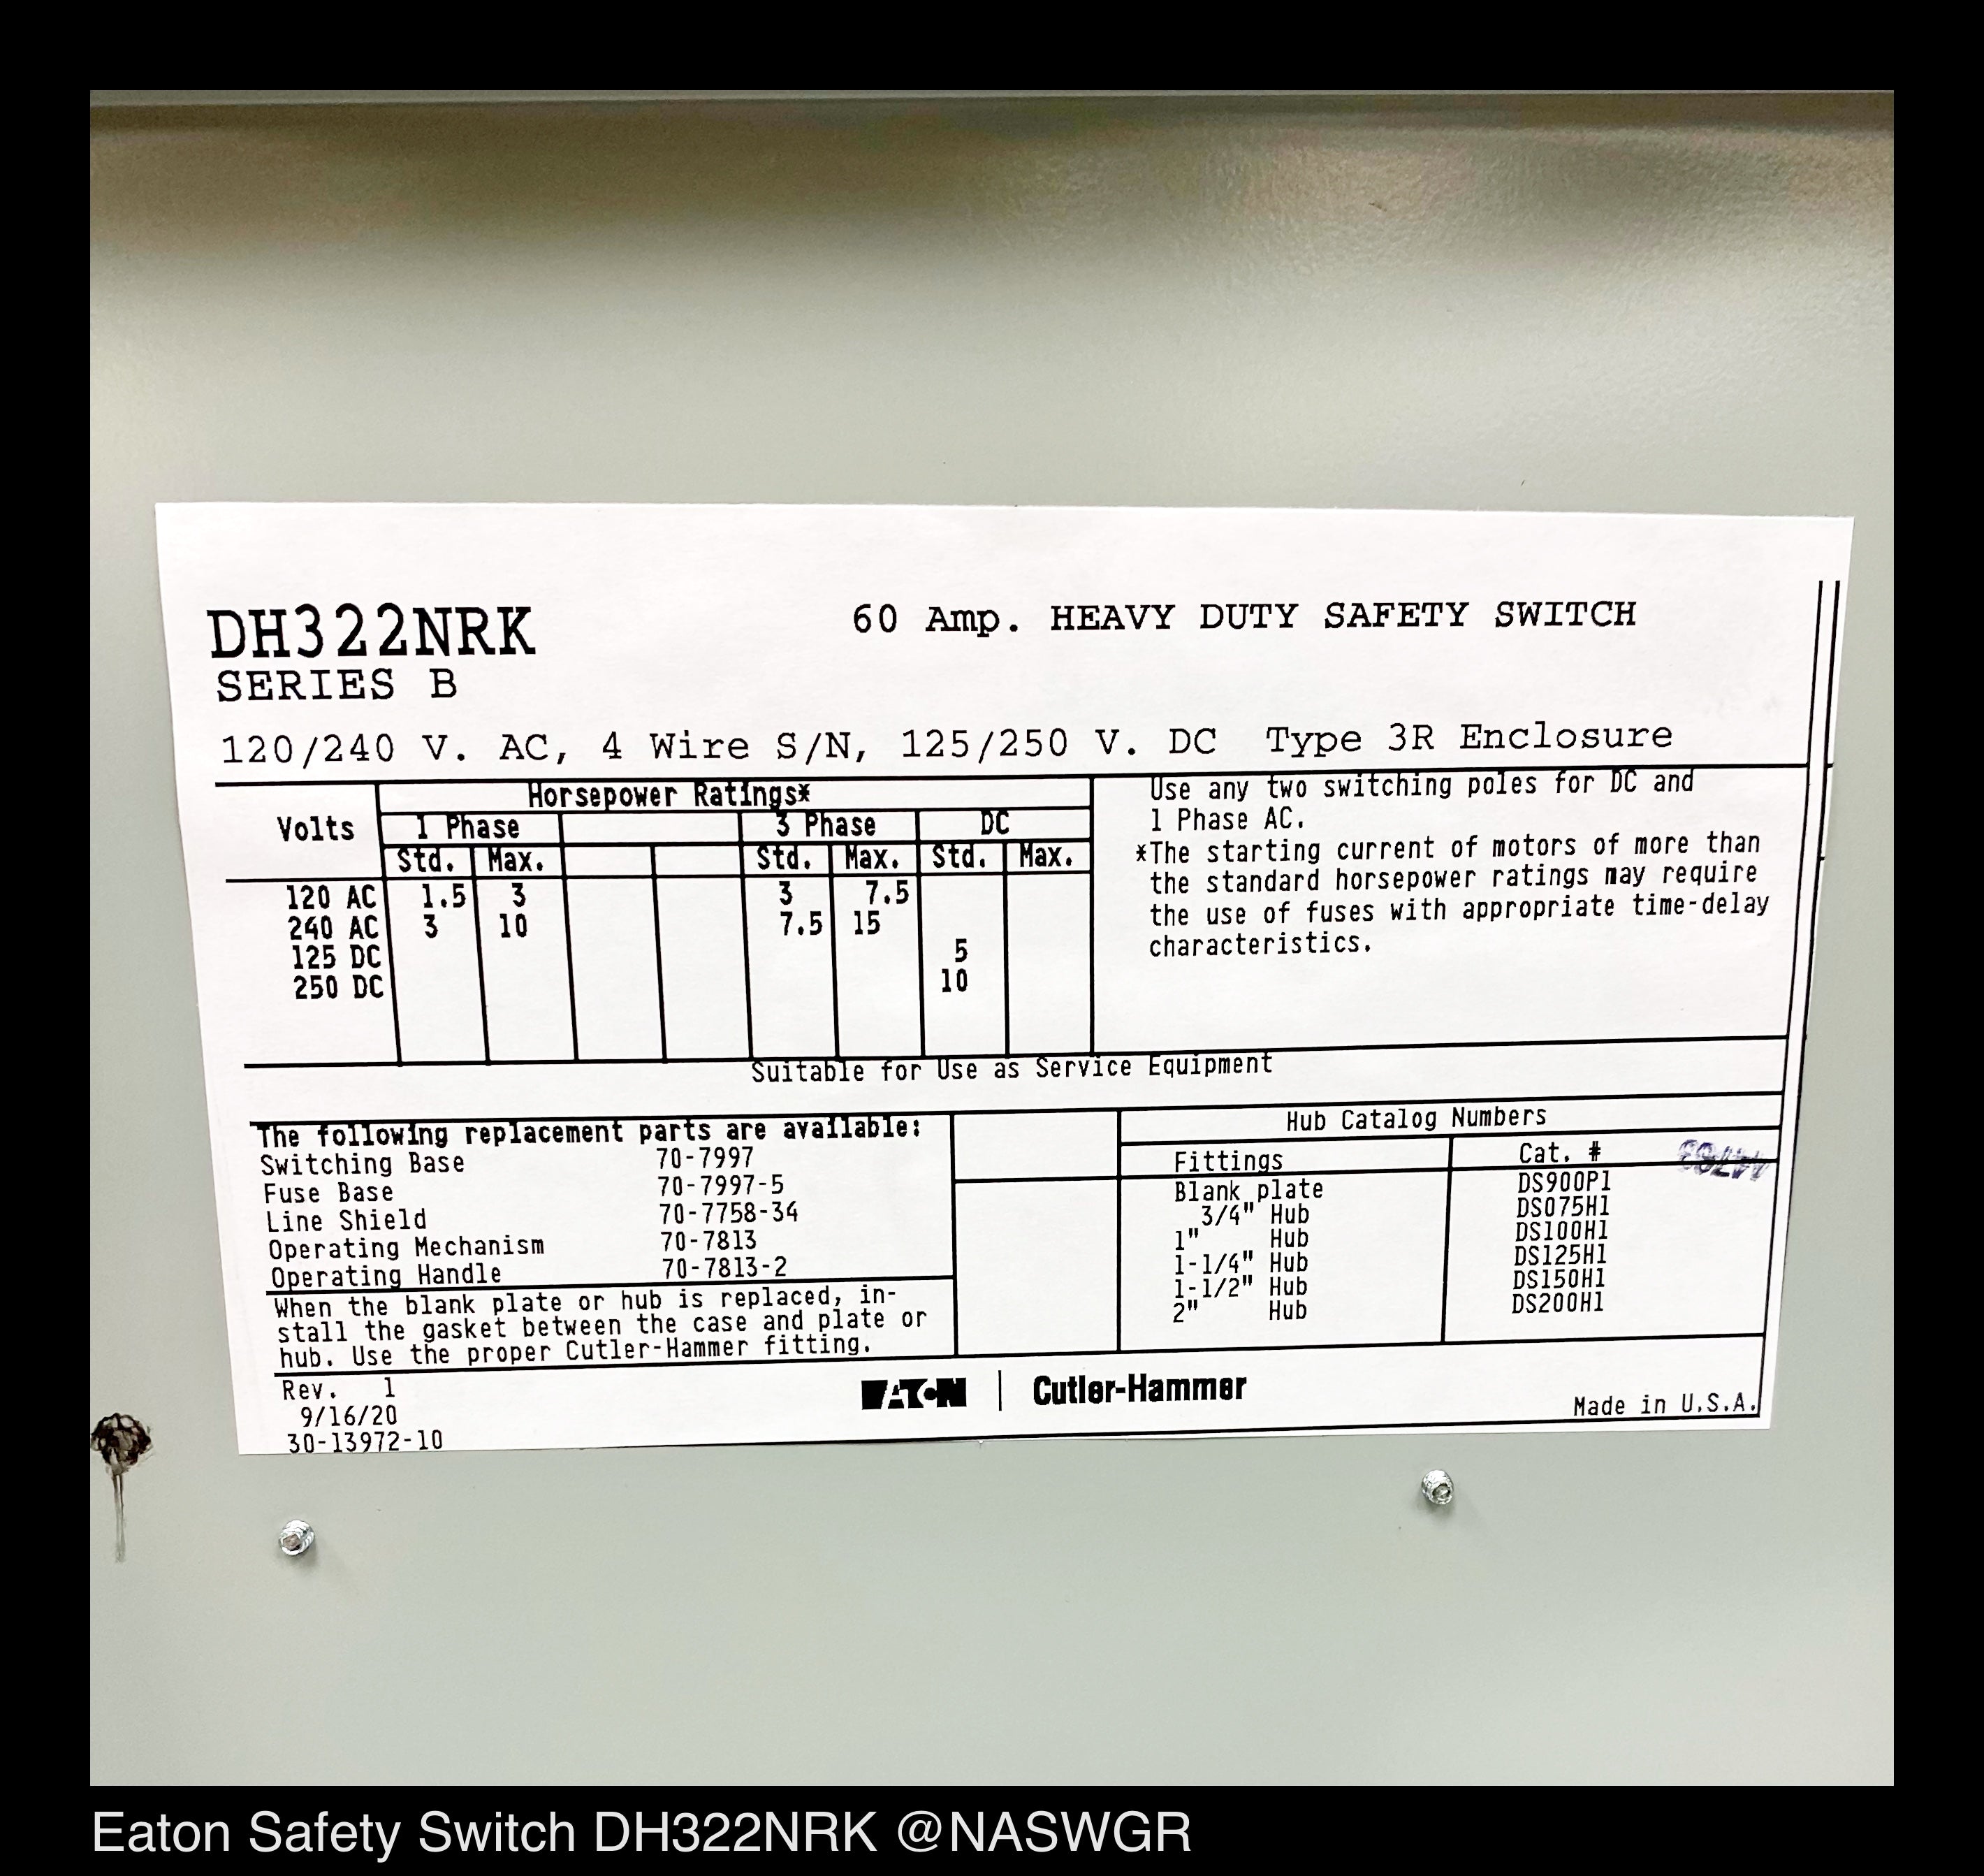 DH322NRK
60 Amp. HEAVY DUTY SAFETY SWITCH
SERIES B
120/240 V. AC, 4 Wire S/N, 125/250 V. DC Type 3R Enclosure
Horsepower Ratings*
Volts 1 Phase 3 Phase DC
Std. Max. Std. Max. Std. Max.
120 AC 1.5 3 3 7.5
240 AC 3 10 7.5 15
125 DC 5
250 DC 10
Use any two switching poles for DC and
1 Phase AC.
*The starting current of motors of more than
the standard horsepower ratings may require
the use of fuses with appropriate time-delay
characteristics.
Suitable for Use as Service Equipment
The following replacement parts are available:
Switching Base 70-7997
Fuse Base 70-7997-5
Line Shield 70-7758-34
Operating Mechanism 70-7813
Operating Handle 70-7813-2
When the blank plate or hub is replaced, in-
stall the gasket between the case and plate or
hub. Use the proper Cutler-Hammer fitting.
Hub Catalog Numbers
Fittings Cat. #
Blank plate DS900P1
3/4" Hub DS075H1
1" Hub DS100H1
1-1/4" Hub DS125H1
1-1/2" Hub DS150H1
2" Hub DS200H1
Rev. 1
9/16/20
30-13972-10
EATON | Cutler-Hammer
Made in U.S.A.
Eaton Safety Switch DH322NRK @NASWGR